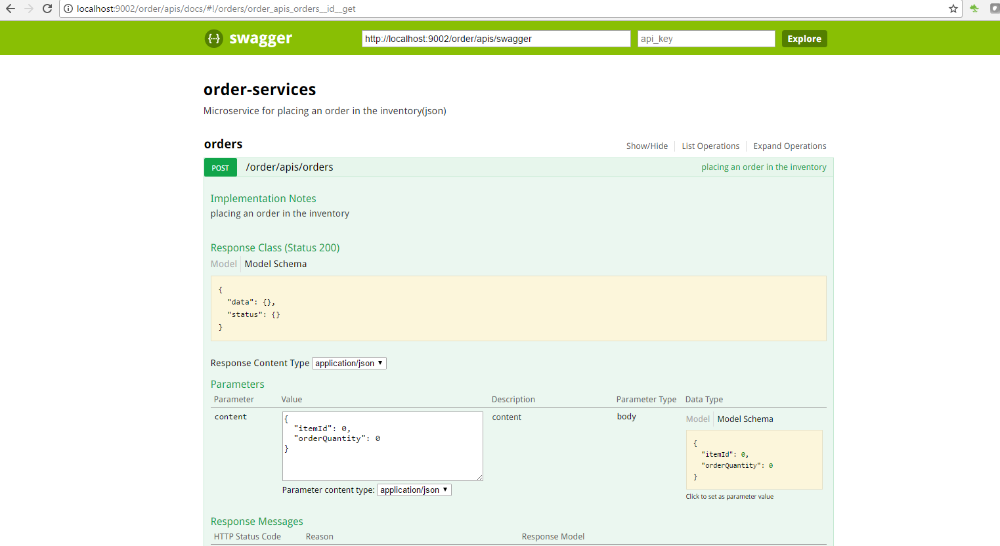 localhost:9002/order/apis/docs/#!/orders/order_apis_orders__id__get
{··} swagger http://localhost:9002/order/apis/swagger api_key Explore
order-services
Microservice for placing an order in the inventory(json)
orders Show/Hide List Operations Expand Operations
POST /order/apis/orders placing an order in the inventory
Implementation Notes
placing an order in the inventory
Response Class (Status 200)
Model Model Schema
{
"data": {},
"status": {}
}
Response Content Type application/json
Parameters
Parameter Value Description Parameter Type Data Type
content
{
"itemId": 0,
"orderQuantity": 0
}
content body Model Model Schema
{
"itemId": 0,
"orderQuantity": 0
}
Parameter content type: application/json
Click to set as parameter value
Response Messages
HTTP Status Code Reason Response Model